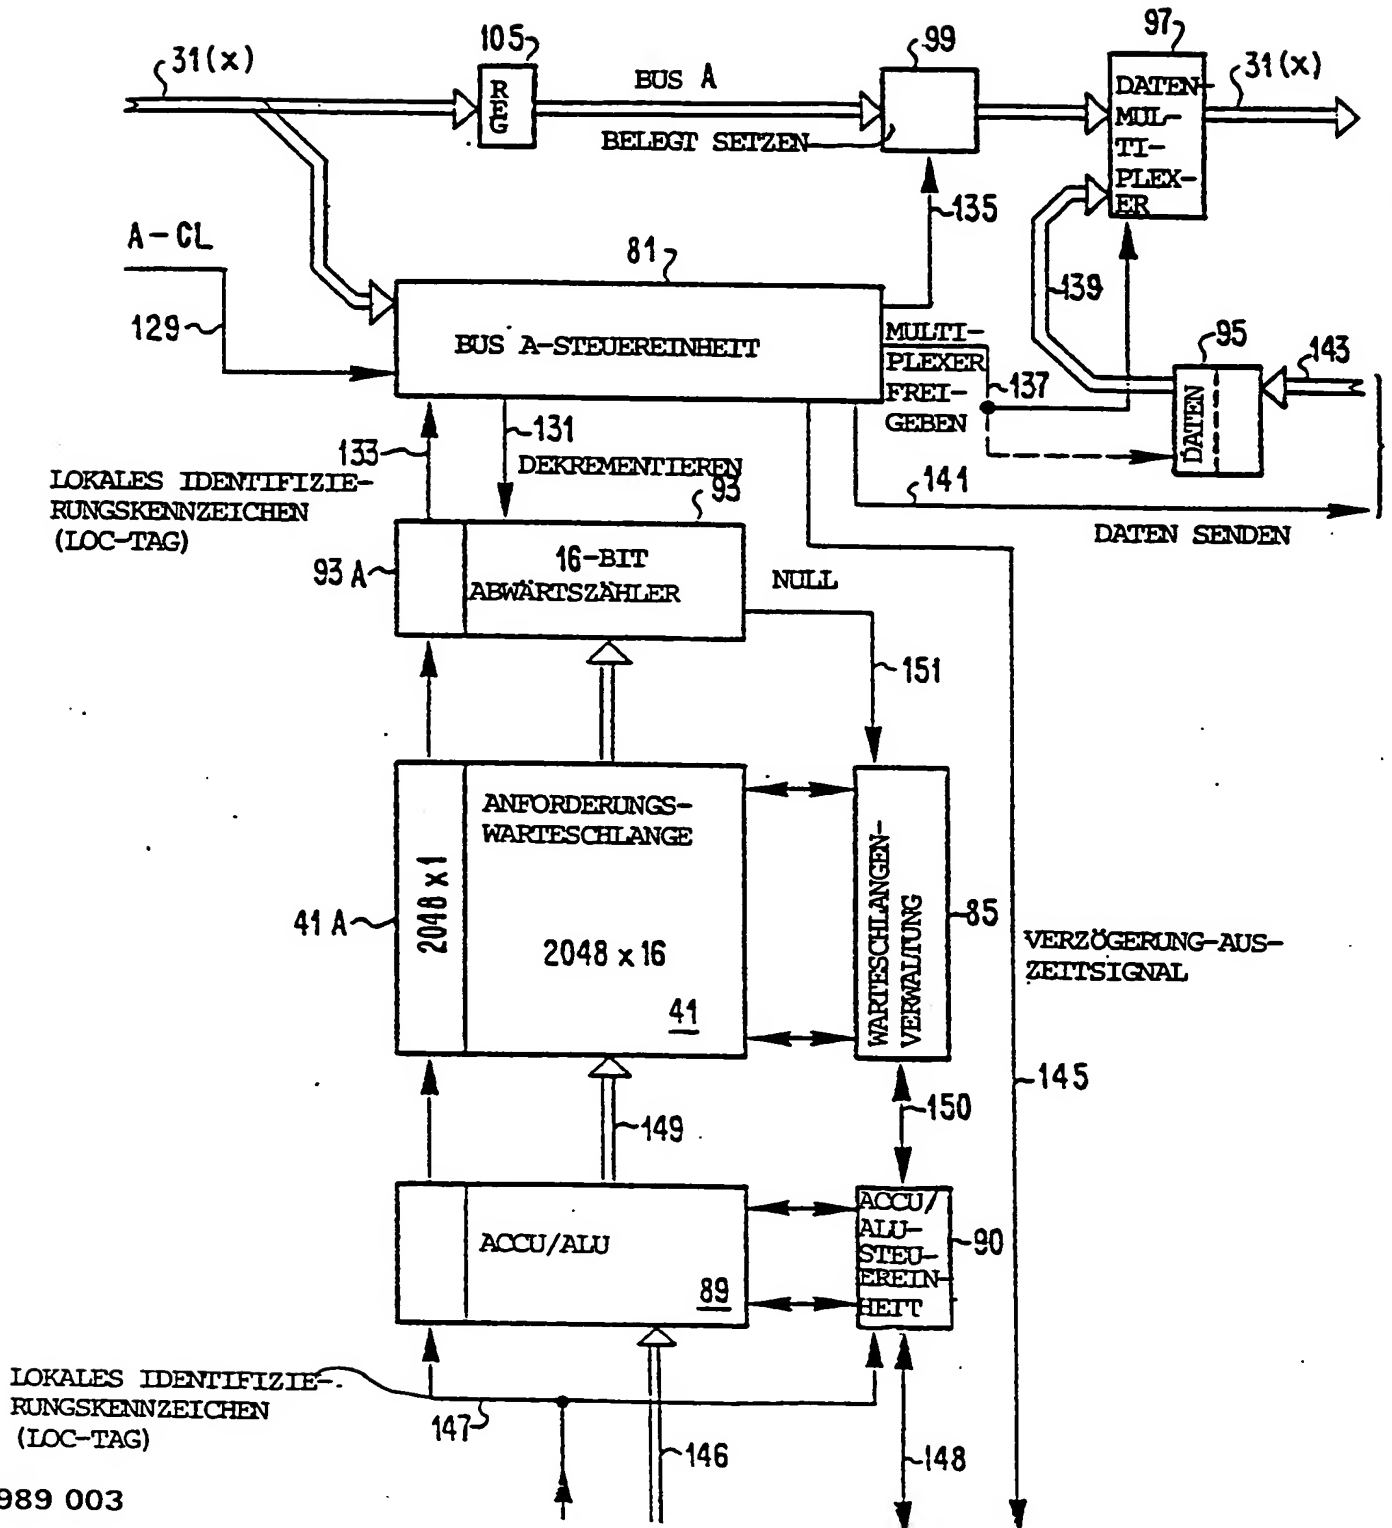 31(x)
105
REG
BUS A
BELEGT SETZEN
99
97
DATEN-
MUL-
TI-
PLEX-
ER
31(x)
135
A-CL
129
81
BUS A-STEUEREINHEIT
MULTI-
PLEXER
FREI-
GEBEN
137
139
95
DATEN
143
133
131
DEKREMENTIEREN
141
DATEN SENDEN
LOKALES IDENTIFIZIE-
RUNGSKENNZEICHEN
(LOC-TAG)
93
93 A
16-BIT
ABWÄRTSZÄHLER
NULL
151
ANFORDERUNGS-
WARTESCHLANGE
2048 x 1
41 A
2048 x 16
41
WARTESCHLANGEN-
VERWALTUNG
85
VERZÖGERUNG-AUS-
ZEITSIGNAL
145
149
150
ACCU/ALU
89
ACCU/
ALU-
STEU-
EREIN-
HEIT
90
LOKALES IDENTIFIZIE-
RUNGSKENNZEICHEN
(LOC-TAG)
147
146
148
989 003